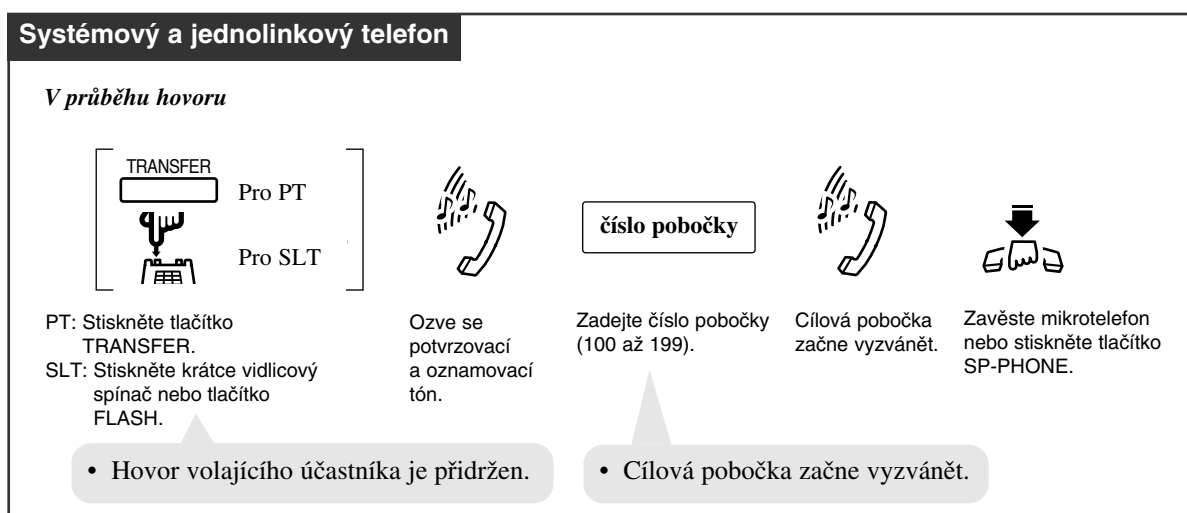 Systémový a jednolinkový telefon
V průběhu hovoru
TRANSFER
Pro PT
Pro SLT
PT: Stiskněte tlačítko
TRANSFER.
SLT: Stiskněte krátce vidlicový
spínač nebo tlačítko
FLASH.
Ozve se
potvrzovací
a oznamovací
tón.
číslo pobočky
Zadejte číslo pobočky
(100 až 199).
Cílová pobočka
začne vyzvánět.
Zavěste mikrotelefon
nebo stiskněte tlačítko
SP-PHONE.
• Hovor volajícího účastníka je přidržen.
• Cílová pobočka začne vyzvánět.